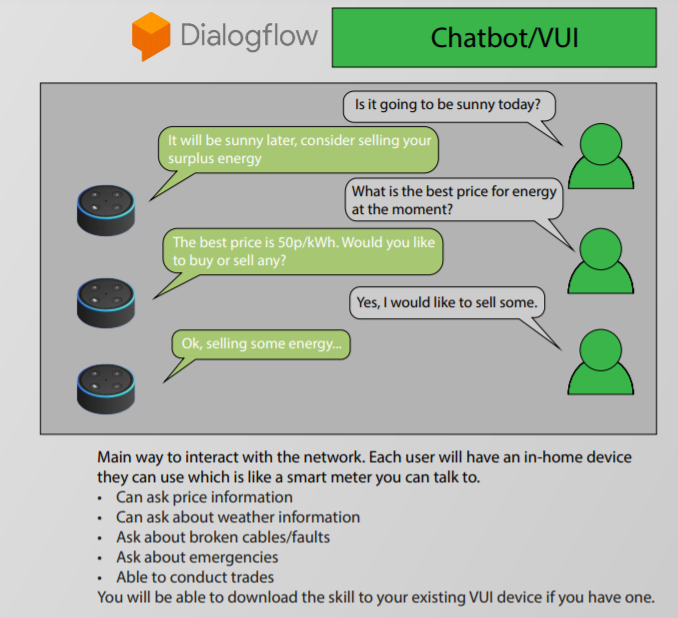 Dialogflow
Chatbot/VUI
Is it going to be sunny today?
It will be sunny later, consider selling your
surplus energy
What is the best price for energy
at the moment?
The best price is 50p/kWh. Would you like
to buy or sell any?
Yes, I would like to sell some.
Ok, selling some energy...
Main way to interact with the network. Each user will have an in-home device
they can use which is like a smart meter you can talk to.
• Can ask price information
• Can ask about weather information
• Ask about broken cables/faults
• Ask about emergencies
• Able to conduct trades
You will be able to download the skill to your existing VUI device if you have one.